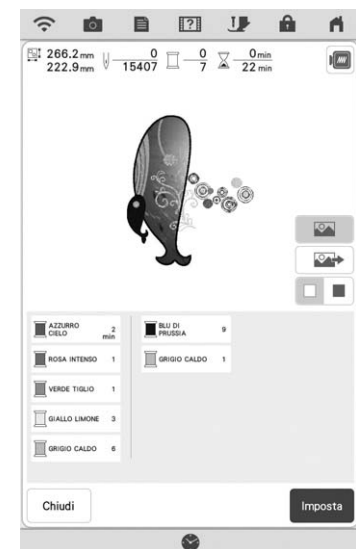 266.2 mm
222.9 mm
0
15407
0
7
0 min
22 min
AZZURRO CIELO 2 min
ROSA INTENSO 1
VERDE TIGLIO 1
GIALLO LIMONE 3
GRIGIO CALDO 6
BLU DI PRUSSIA 9
GRIGIO CALDO 1
Chiudi
Imposta